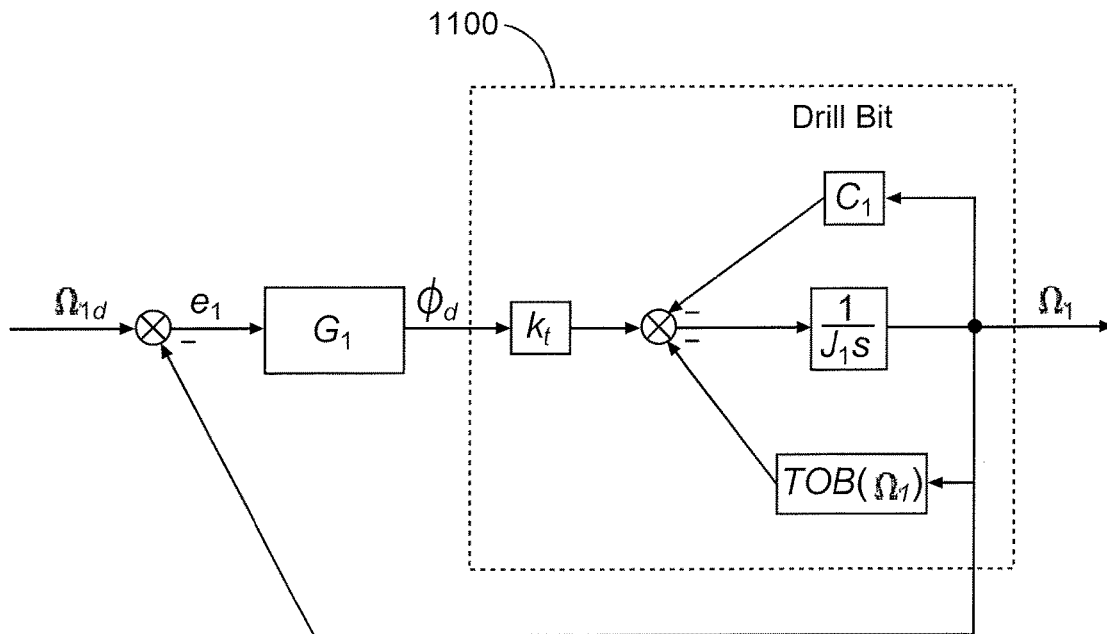 1100
Drill Bit
C₁
Ω₁d
e₁
G₁
ϕd
kₜ
1
J₁s
Ω₁
TOB(Ω₁)
−
−
−